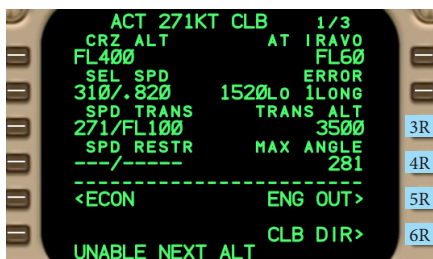 ACT 271KT CLB 1/3
CRZ ALT AT IRAVO
FL400 FL60
SEL SPD ERROR
310/.820 1520LO 1LONG
SPD TRANS TRANS ALT
271/FL100 3500
3R
SPD RESTR MAX ANGLE
---/----- 281
4R
--------------------------------
<ECON ENG OUT>
5R
CLB DIR>
6R
UNABLE NEXT ALT